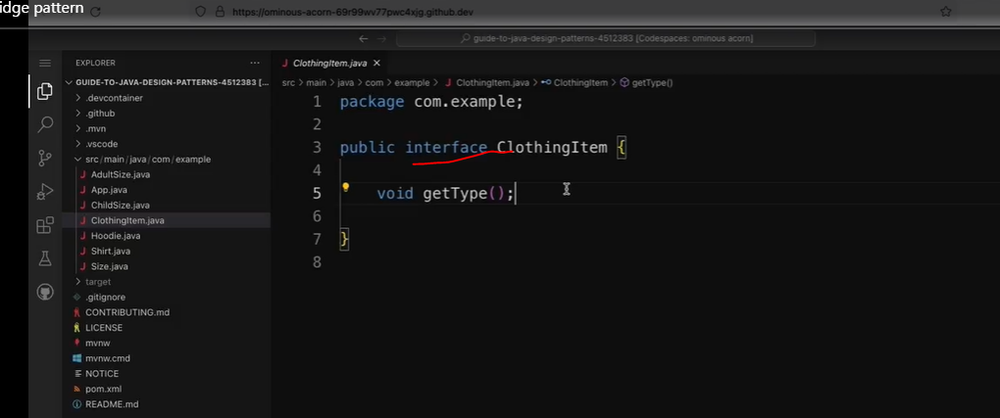 idge pattern
https://ominous-acorn-69r99wv77pwc4xjg.github.dev
guide-to-java-design-patterns-4512383 [Codespaces: ominous acorn]
EXPLORER
GUIDE-TO-JAVA-DESIGN-PATTERNS-4512383 [...
.devcontainer
.github
.mvn
.vscode
src/main/java/com/example
AdultSize.java
App.java
ChildSize.java
ClothingItem.java
Hoodie.java
Shirt.java
Size.java
target
.gitignore
CONTRIBUTING.md
LICENSE
mvnw
mvnw.cmd
NOTICE
pom.xml
README.md
ClothingItem.java
src > main > java > com > example > ClothingItem.java > ClothingItem > getType()
1 package com.example;
2
3 public interface ClothingItem {
4
5 void getType();
6
7 }
8